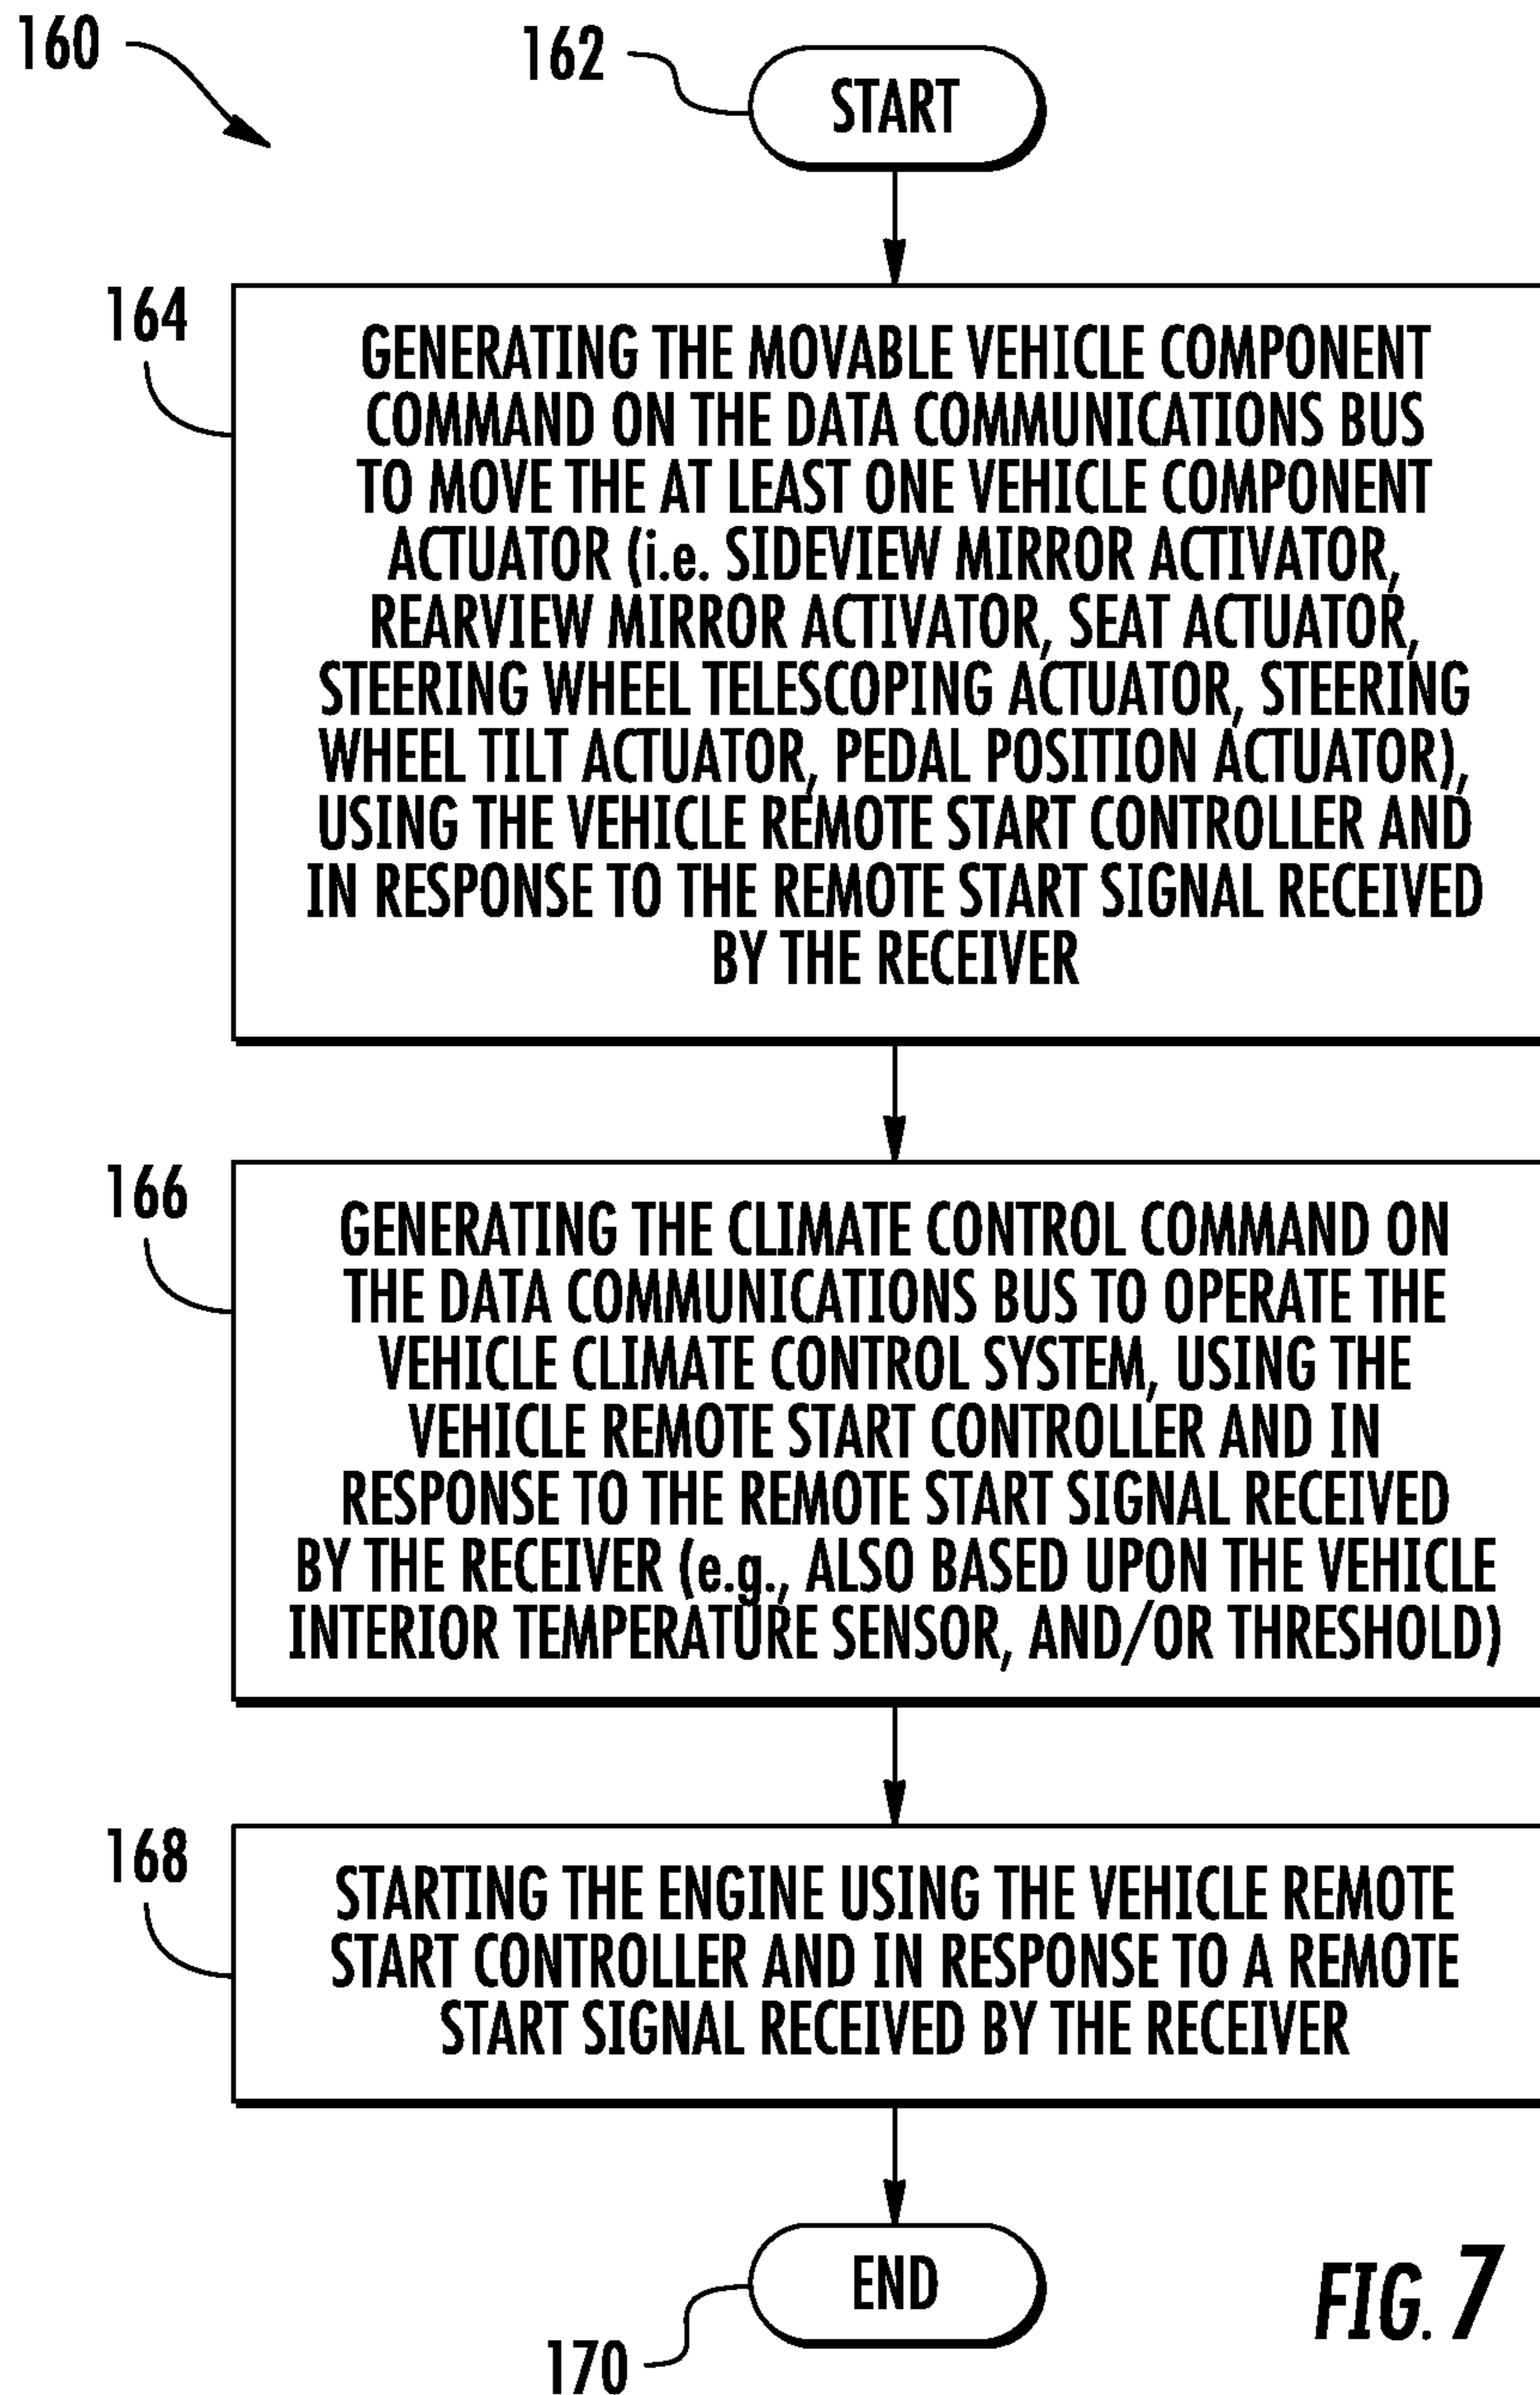 160
162
START
164
GENERATING THE MOVABLE VEHICLE COMPONENT
COMMAND ON THE DATA COMMUNICATIONS BUS
TO MOVE THE AT LEAST ONE VEHICLE COMPONENT
ACTUATOR (i.e. SIDEVIEW MIRROR ACTIVATOR,
REARVIEW MIRROR ACTIVATOR, SEAT ACTUATOR,
STEERING WHEEL TELESCOPING ACTUATOR, STEERING
WHEEL TILT ACTUATOR, PEDAL POSITION ACTUATOR),
USING THE VEHICLE REMOTE START CONTROLLER AND
IN RESPONSE TO THE REMOTE START SIGNAL RECEIVED
BY THE RECEIVER
166
GENERATING THE CLIMATE CONTROL COMMAND ON
THE DATA COMMUNICATIONS BUS TO OPERATE THE
VEHICLE CLIMATE CONTROL SYSTEM, USING THE
VEHICLE REMOTE START CONTROLLER AND IN
RESPONSE TO THE REMOTE START SIGNAL RECEIVED
BY THE RECEIVER (e.g., ALSO BASED UPON THE VEHICLE
INTERIOR TEMPERATURE SENSOR, AND/OR THRESHOLD)
168
STARTING THE ENGINE USING THE VEHICLE REMOTE
START CONTROLLER AND IN RESPONSE TO A REMOTE
START SIGNAL RECEIVED BY THE RECEIVER
END
170
FIG. 7